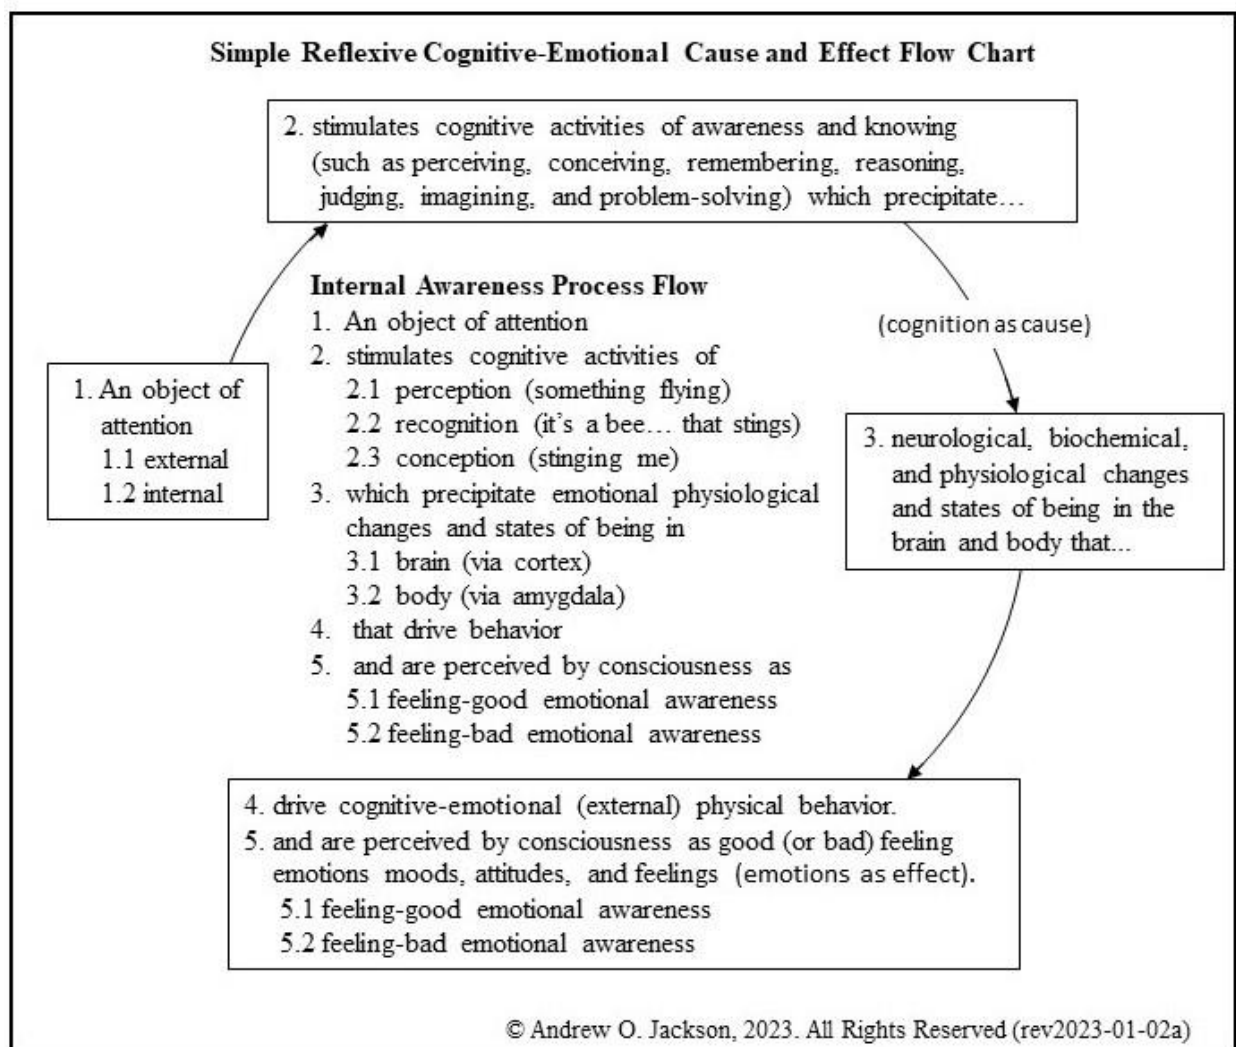 Simple Reflexive Cognitive-Emotional Cause and Effect Flow Chart
2. stimulates cognitive activities of awareness and knowing
(such as perceiving, conceiving, remembering, reasoning,
judging, imagining, and problem-solving) which precipitate…
(cognition as cause)
1. An object of
attention
1.1 external
1.2 internal
Internal Awareness Process Flow
1. An object of attention
2. stimulates cognitive activities of
2.1 perception (something flying)
2.2 recognition (it's a bee… that stings)
2.3 conception (stinging me)
3. which precipitate emotional physiological
changes and states of being in
3.1 brain (via cortex)
3.2 body (via amygdala)
4. that drive behavior
5. and are perceived by consciousness as
5.1 feeling-good emotional awareness
5.2 feeling-bad emotional awareness
3. neurological, biochemical,
and physiological changes
and states of being in the
brain and body that...
4. drive cognitive-emotional (external) physical behavior.
5. and are perceived by consciousness as good (or bad) feeling
emotions moods, attitudes, and feelings (emotions as effect).
5.1 feeling-good emotional awareness
5.2 feeling-bad emotional awareness
© Andrew O. Jackson, 2023. All Rights Reserved (rev2023-01-02a)